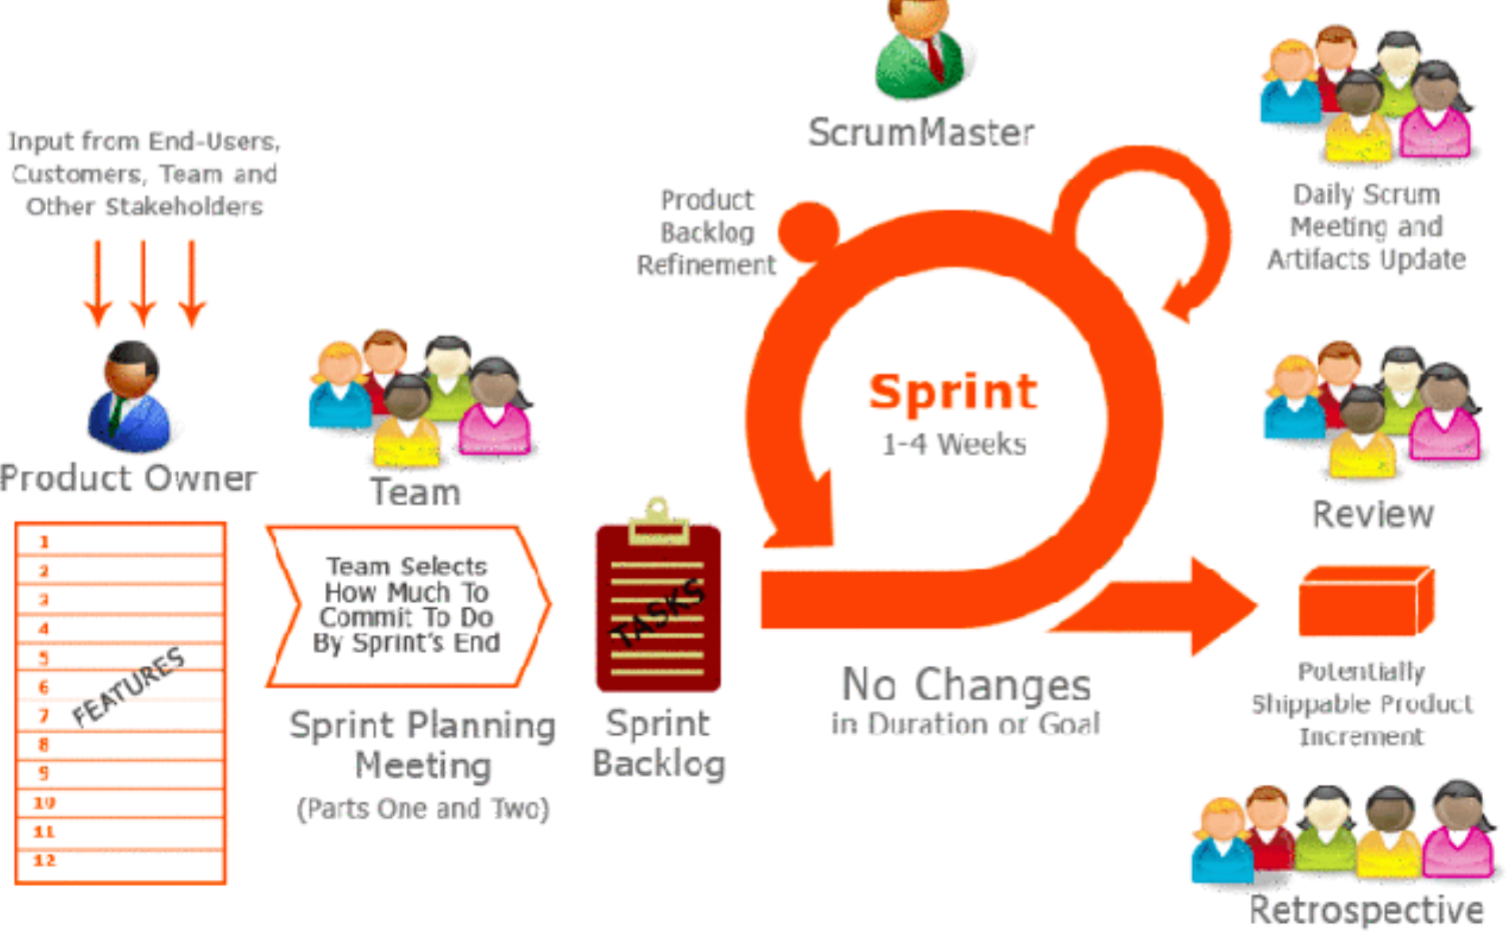 ScrumMaster
Input from End-Users,
Customers, Team and
Other Stakeholders
Product Owner
Team
Product
Backlog
Refinement
Daily Scrum
Meeting and
Artifacts Update
Sprint
1-4 Weeks
Review
1
2
3
4
5
6
7
8
9
10
11
12
FEATURES
Team Selects
How Much To
Commit To Do
By Sprint's End
Sprint Planning
Meeting
(Parts One and Two)
TASKS
Sprint
Backlog
No Changes
in Duration or Goal
Potentially
Shippable Product
Increment
Retrospective